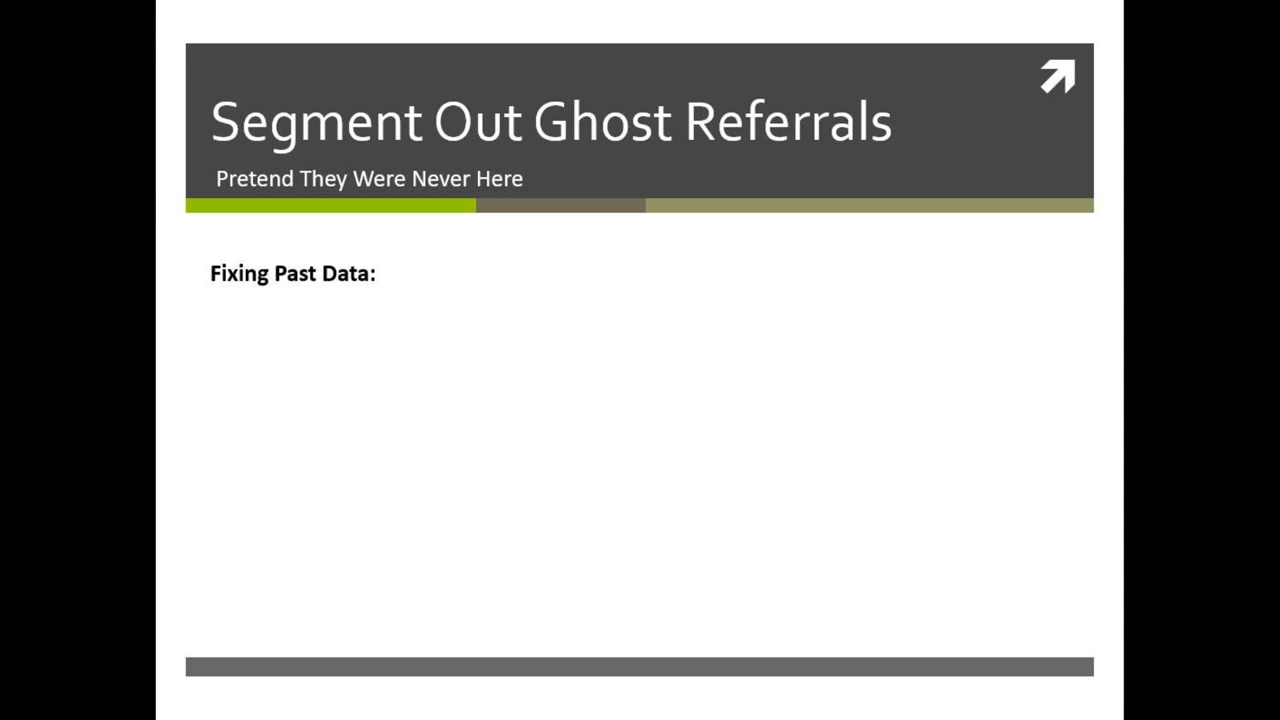 Segment Out Ghost Referrals
Pretend They Were Never Here
Fixing Past Data: